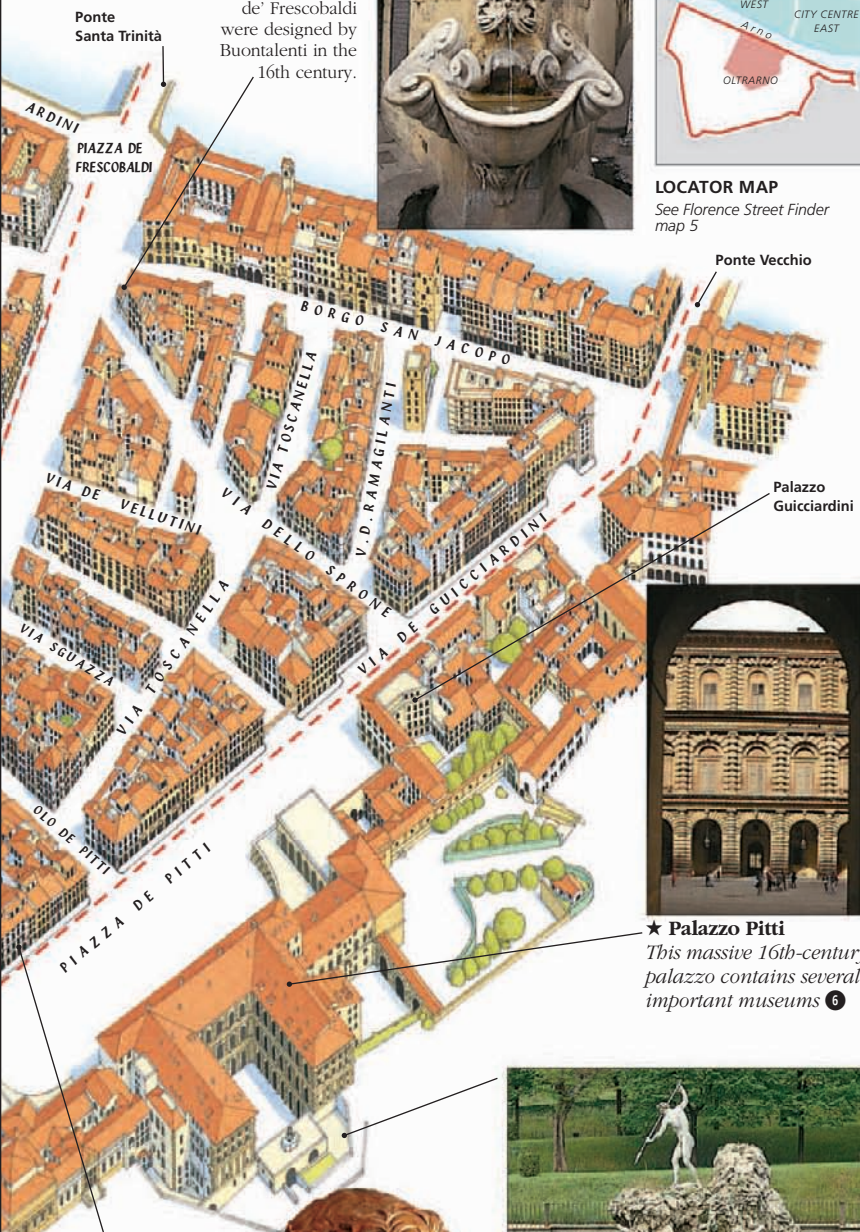 de’ Frescobaldi
were designed by
Buontalenti in the
16th century.
Ponte
Santa Trinità
WEST
CITY CENTRE
EAST
Arno
OLTRARNO
LOCATOR MAP
See Florence Street Finder
map 5
ARDINI
PIAZZA DE
FRESCOBALDI
Ponte Vecchio
BORGO SAN JACOPO
VIA TOSCANELLA
V.D.RAMAGILANTI
VIA DE VELLUTINI
VIA DELLO SPRONE
Palazzo
Guicciardini
VIA DE GUICCIARDINI
VIA SGUAZZA
VIA TOSCANELLA
OLO DE PITTI
PIAZZA DE PITTI
★ Palazzo Pitti
This massive 16th-century
palazzo contains several
important museums 6